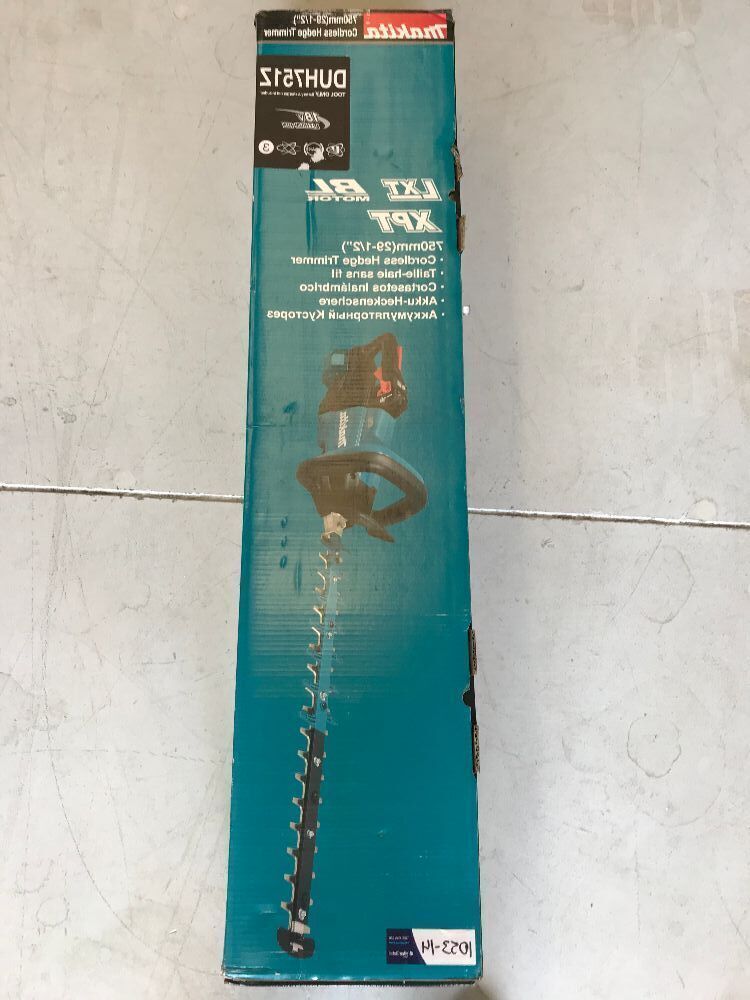 Makita
750mm(29-1/2")
Cordless Hedge Trimmer
DUH751Z
TOOL ONLY
18V
3
LXT BL
MOTOR
XPT
750mm(29-1/2")
· Cordless Hedge Trimmer
· Taille-haie sans fil
· Cortasetos Inalámbrico
· Akku-Heckenschere
· Аккумуляторный Кусторез
makita
1053-14